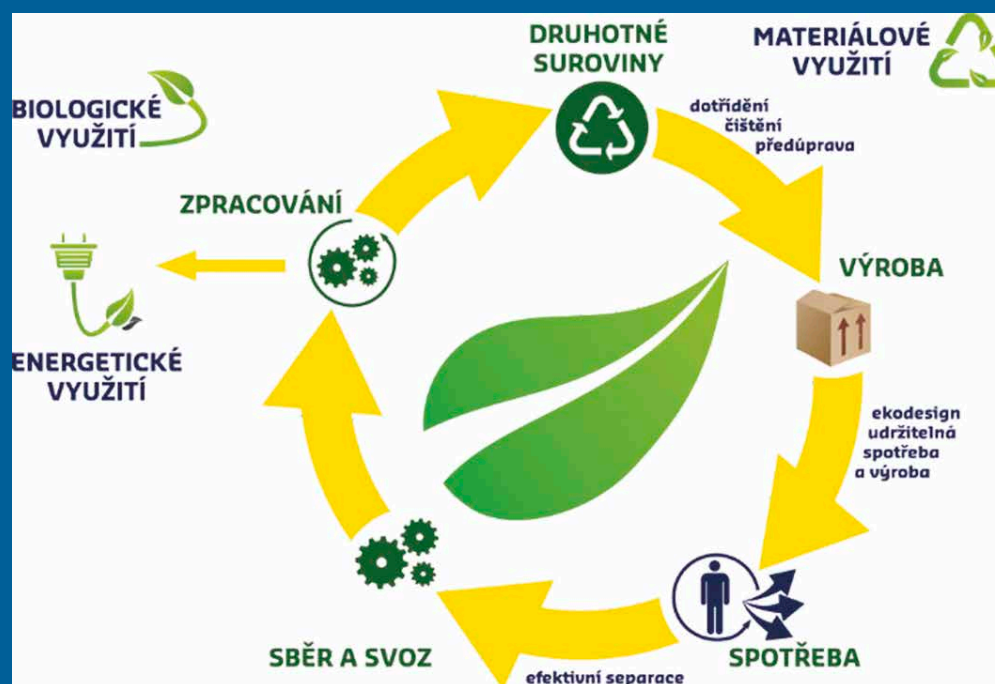 DRUHOTNÉ
SUROVINY
MATERIÁLOVÉ
VYUŽITÍ
BIOLOGICKÉ
VYUŽITÍ
dotřídění
čištění
předúprava
ZPRACOVÁNÍ
VÝROBA
ENERGETICKÉ
VYUŽITÍ
ekodesign
udržitelná
spotřeba
a výroba
SBĚR A SVOZ
SPOTŘEBA
efektivní separace